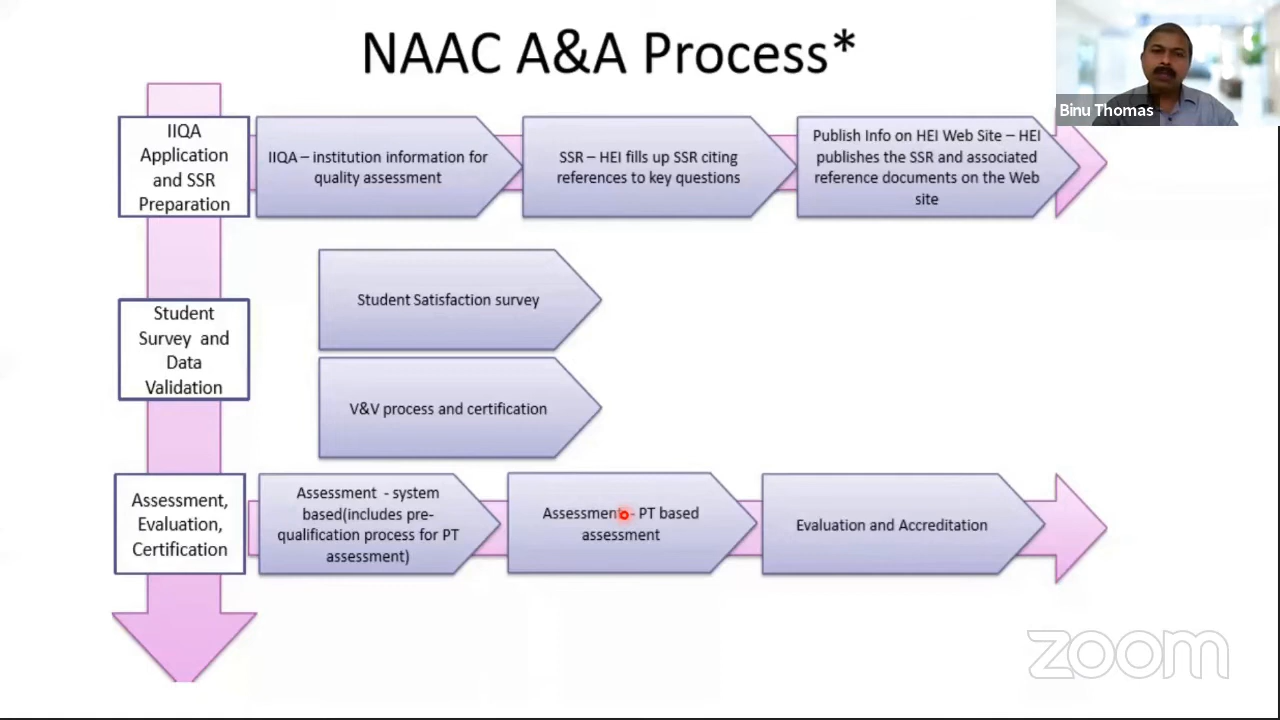 NAAC A&A Process*
Binu Thomas
IIQA
Application
and SSR
Preparation
IIQA – institution information for
quality assessment
SSR – HEI fills up SSR citing
references to key questions
Publish Info on HEI Web Site – HEI
publishes the SSR and associated
reference documents on the Web
site
Student
Survey and
Data
Validation
Student Satisfaction survey
V&V process and certification
Assessment,
Evaluation,
Certification
Assessment - system
based(includes pre-
qualification process for PT
assessment)
Assessment - PT based
assessment
Evaluation and Accreditation
zoom